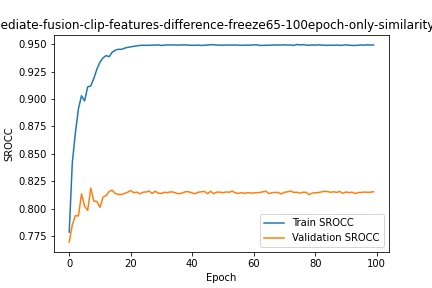 ediate-fusion-clip-features-difference-freeze65-100epoch-only-similarity
0.950
0.925
0.900
0.875
0.850
0.825
0.800
0.775
SROCC
Train SROCC
Validation SROCC
0 20 40 60 80 100
Epoch